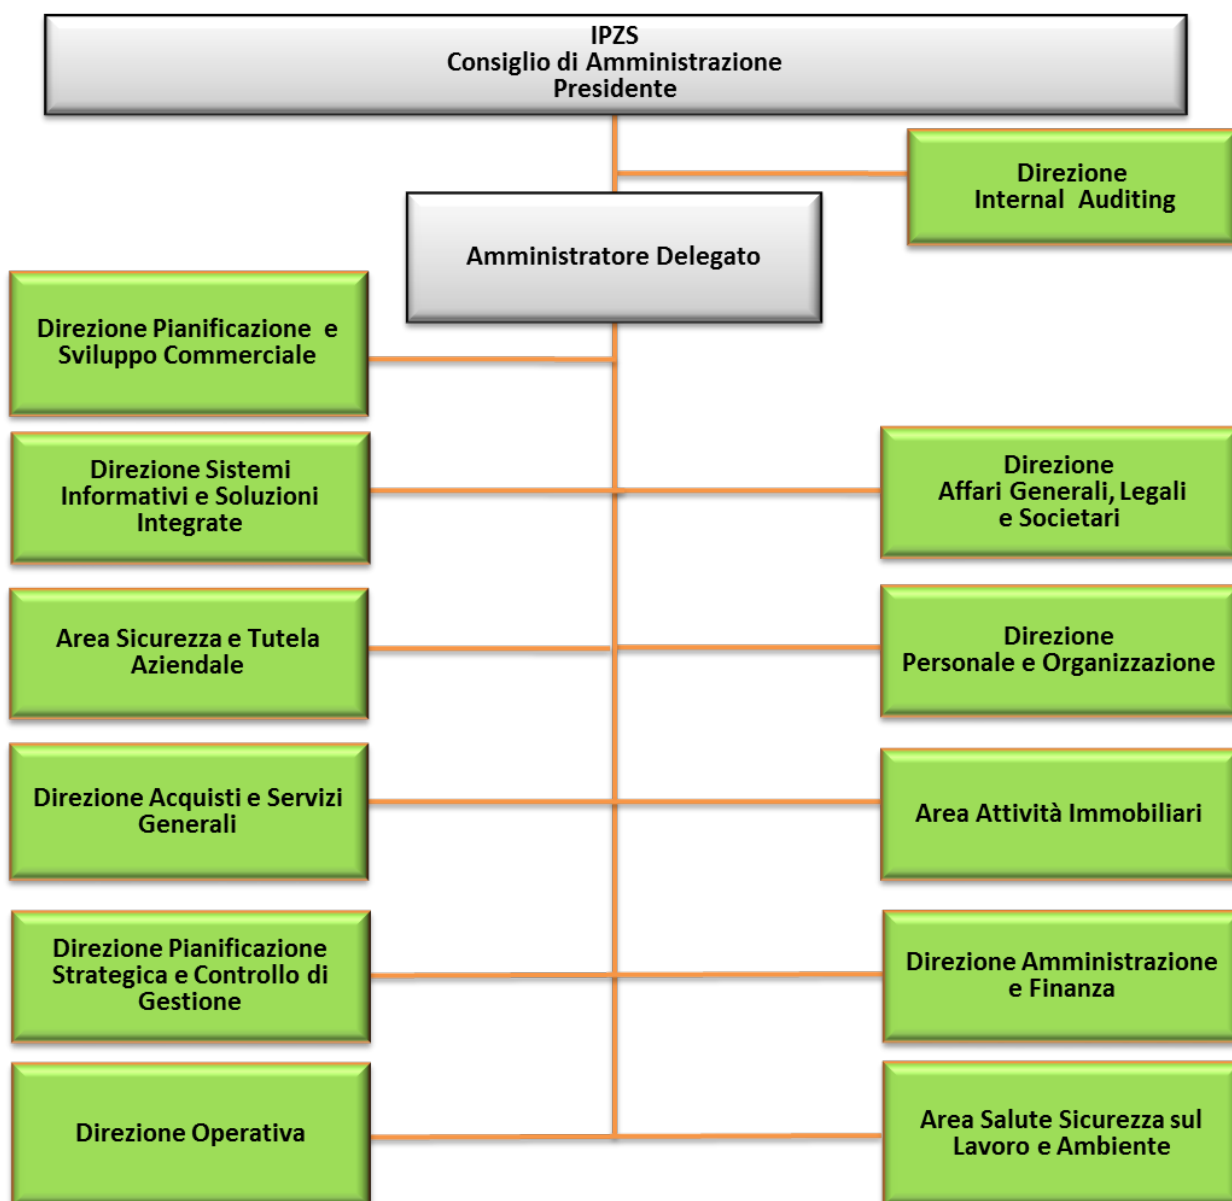 IPZS
Consiglio di Amministrazione
Presidente
Direzione
Internal Auditing
Amministratore Delegato
Direzione Pianificazione e
Sviluppo Commerciale
Direzione Sistemi
Informativi e Soluzioni
Integrate
Direzione
Affari Generali, Legali
e Societari
Area Sicurezza e Tutela
Aziendale
Direzione
Personale e Organizzazione
Direzione Acquisti e Servizi
Generali
Area Attività Immobiliari
Direzione Pianificazione
Strategica e Controllo di
Gestione
Direzione Amministrazione
e Finanza
Direzione Operativa
Area Salute Sicurezza sul
Lavoro e Ambiente